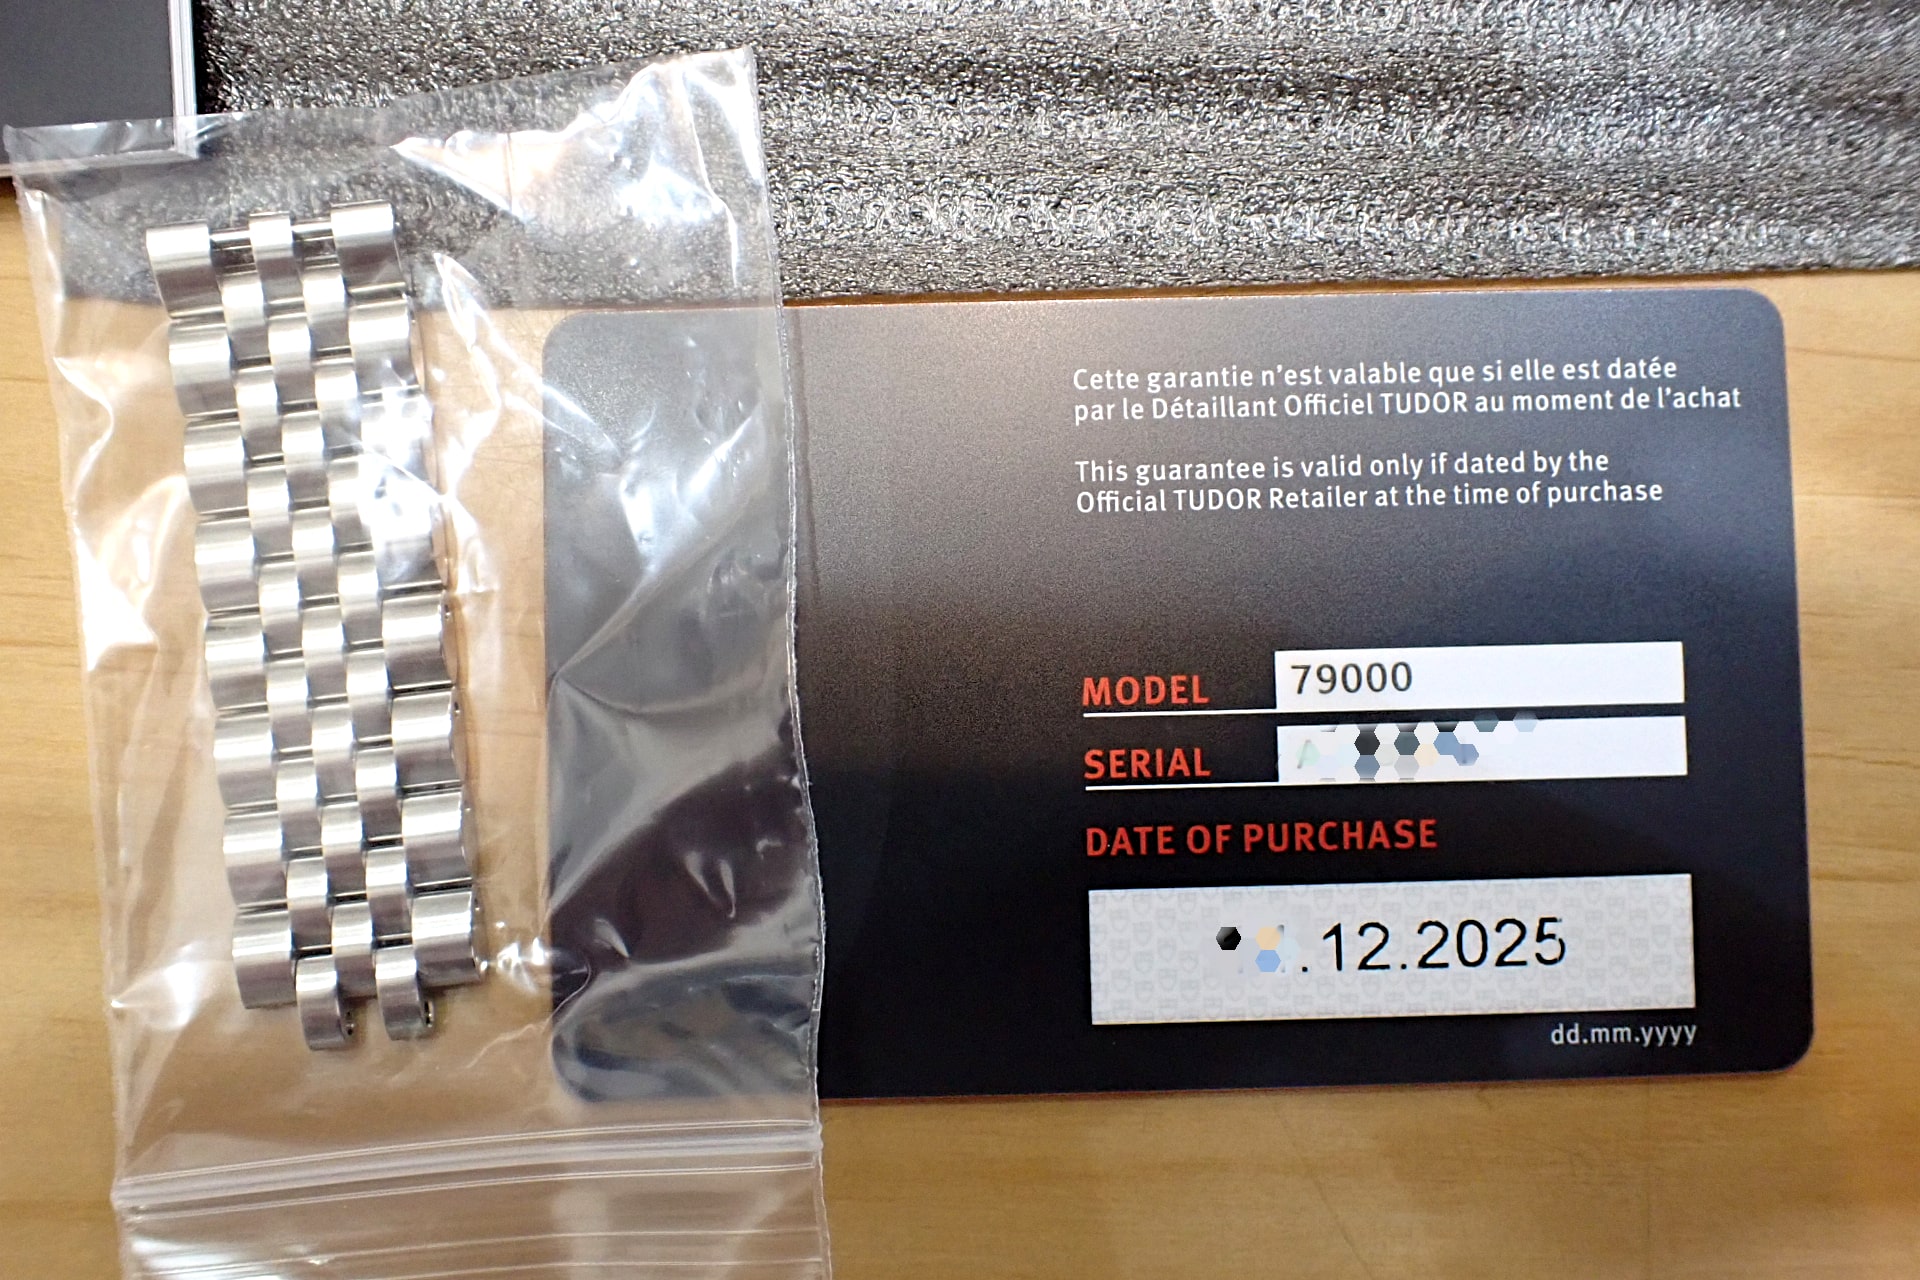 Cette garantie n'est valable que si elle est datée
par le Détaillant Officiel TUDOR au moment de l'achat
This guarantee is valid only if dated by the
Official TUDOR Retailer at the time of purchase
MODEL 79000
SERIAL
DATE OF PURCHASE
.12.2025
dd.mm.yyyy